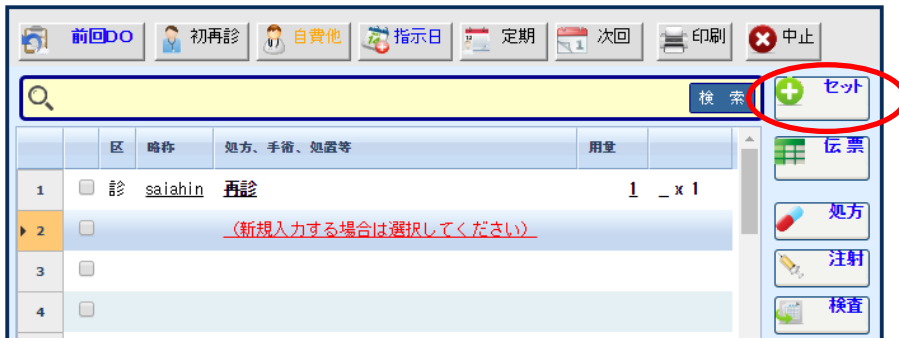 前回DO 初再診 自費他 指示日 定期 次回 印刷 中止
検 索 セット
区 略称 処方、手術、処置等 用量 伝票
1 診 saiahin 再診 1 _ x 1
2 （新規入力する場合は選択してください） 処方
3 注射
4 検査